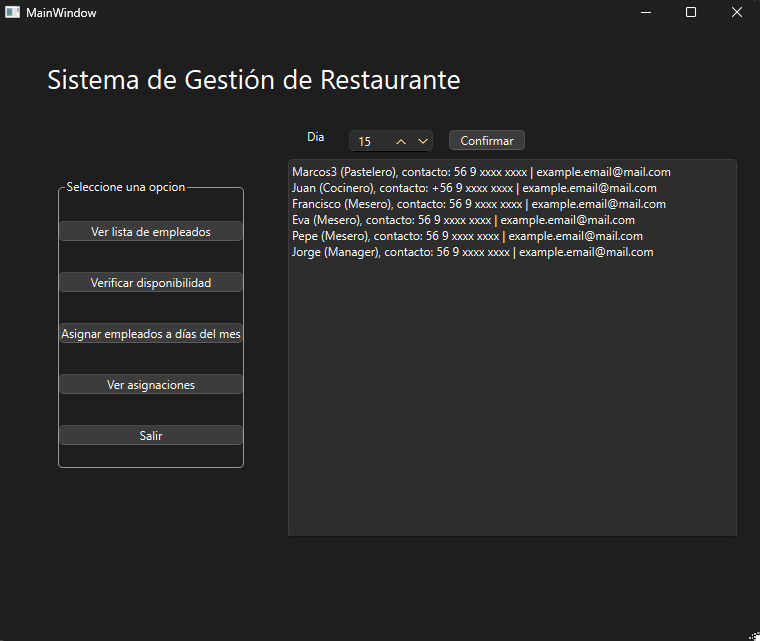 MainWindow
Sistema de Gestión de Restaurante
Dia 15 Confirmar
Seleccione una opcion
Ver lista de empleados
Verificar disponibilidad
Asignar empleados a días del mes
Ver asignaciones
Salir
Marcos3 (Pastelero), contacto: 56 9 xxxx xxxx | example.email@mail.com
Juan (Cocinero), contacto: +56 9 xxxx xxxx | example.email@mail.com
Francisco (Mesero), contacto: 56 9 xxxx xxxx | example.email@mail.com
Eva (Mesero), contacto: 56 9 xxxx xxxx | example.email@mail.com
Pepe (Mesero), contacto: 56 9 xxxx xxxx | example.email@mail.com
Jorge (Manager), contacto: 56 9 xxxx xxxx | example.email@mail.com